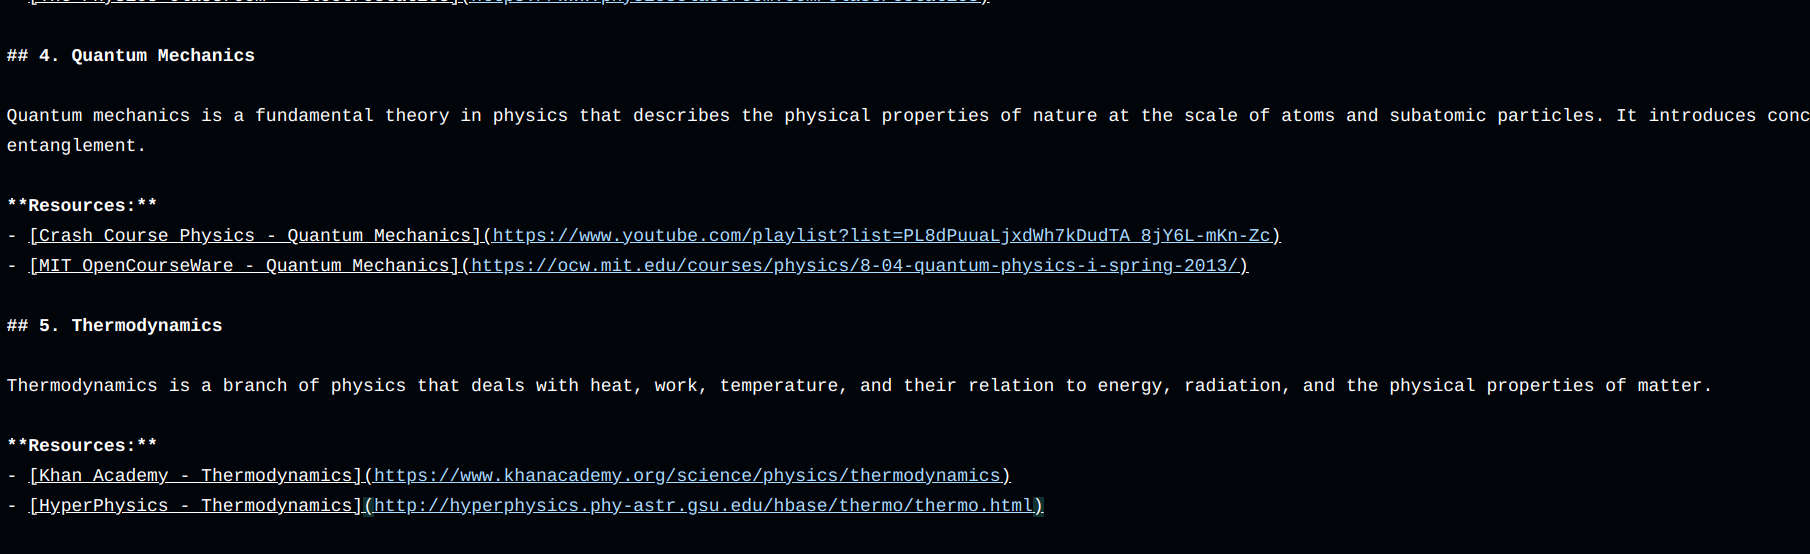 ## 4. Quantum Mechanics
Quantum mechanics is a fundamental theory in physics that describes the physical properties of nature at the scale of atoms and subatomic particles. It introduces conc
entanglement.
**Resources:**
- [Crash Course Physics - Quantum Mechanics](https://www.youtube.com/playlist?list=PL8dPuuaLjxdWh7kDudTA_8jY6L-mKn-Zc)
- [MIT OpenCourseWare - Quantum Mechanics](https://ocw.mit.edu/courses/physics/8-04-quantum-physics-i-spring-2013/)
## 5. Thermodynamics
Thermodynamics is a branch of physics that deals with heat, work, temperature, and their relation to energy, radiation, and the physical properties of matter.
**Resources:**
- [Khan Academy - Thermodynamics](https://www.khanacademy.org/science/physics/thermodynamics)
- [HyperPhysics - Thermodynamics](http://hyperphysics.phy-astr.gsu.edu/hbase/thermo/thermo.html)